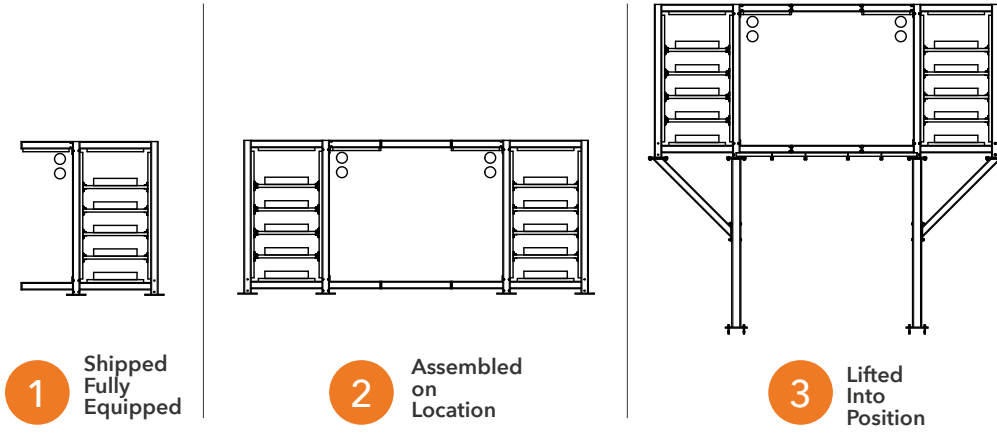 1
Shipped
Fully
Equipped
2
Assembled
on
Location
3
Lifted
Into
Position